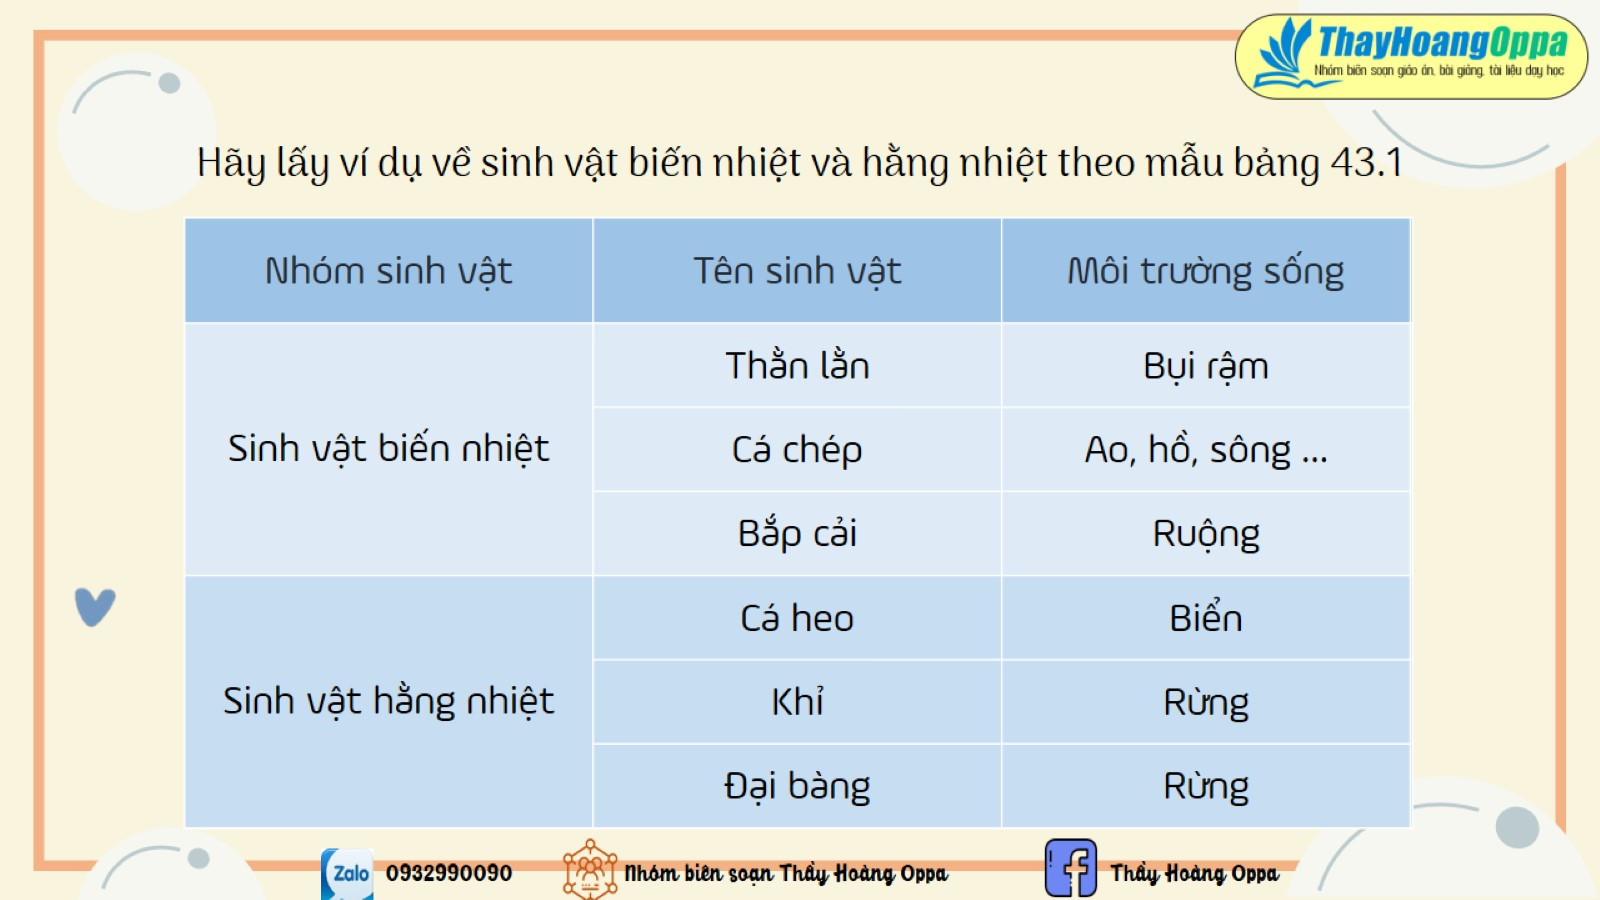 ThayHoangOppa
Nhóm biên soạn giáo án, bài giảng, tài liệu dạy học
Hãy lấy ví dụ về sinh vật biến nhiệt và hằng nhiệt theo mẫu bảng 43.1
Nhóm sinh vật Tên sinh vật Môi trường sống
Thằn lằn Bụi rậm
Sinh vật biến nhiệt Cá chép Ao, hồ, sông ...
Bắp cải Ruộng
Cá heo Biển
Sinh vật hằng nhiệt Khỉ Rừng
Đại bàng Rừng
Zalo 0932990090 Nhóm biên soạn Thầy Hoàng Oppa f Thầy Hoàng Oppa